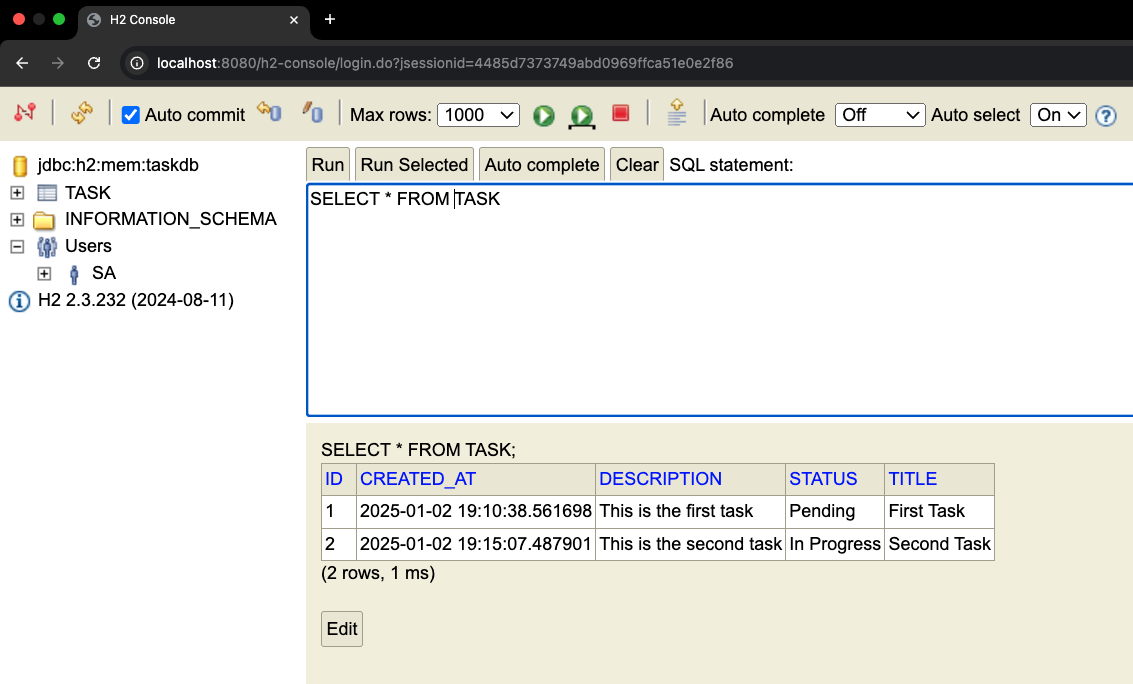 H2 Console
localhost:8080/h2-console/login.do?jsessionid=4485d7373749abd0969ffca51e0e2f86
Auto commit Max rows: 1000 Auto complete Off Auto select On ?
jdbc:h2:mem:taskdb
TASK
INFORMATION_SCHEMA
Users
SA
H2 2.3.232 (2024-08-11)
Run Run Selected Auto complete Clear SQL statement:
SELECT * FROM TASK
SELECT * FROM TASK;
ID CREATED_AT DESCRIPTION STATUS TITLE
1 2025-01-02 19:10:38.561698 This is the first task Pending First Task
2 2025-01-02 19:15:07.487901 This is the second task In Progress Second Task
(2 rows, 1 ms)
Edit